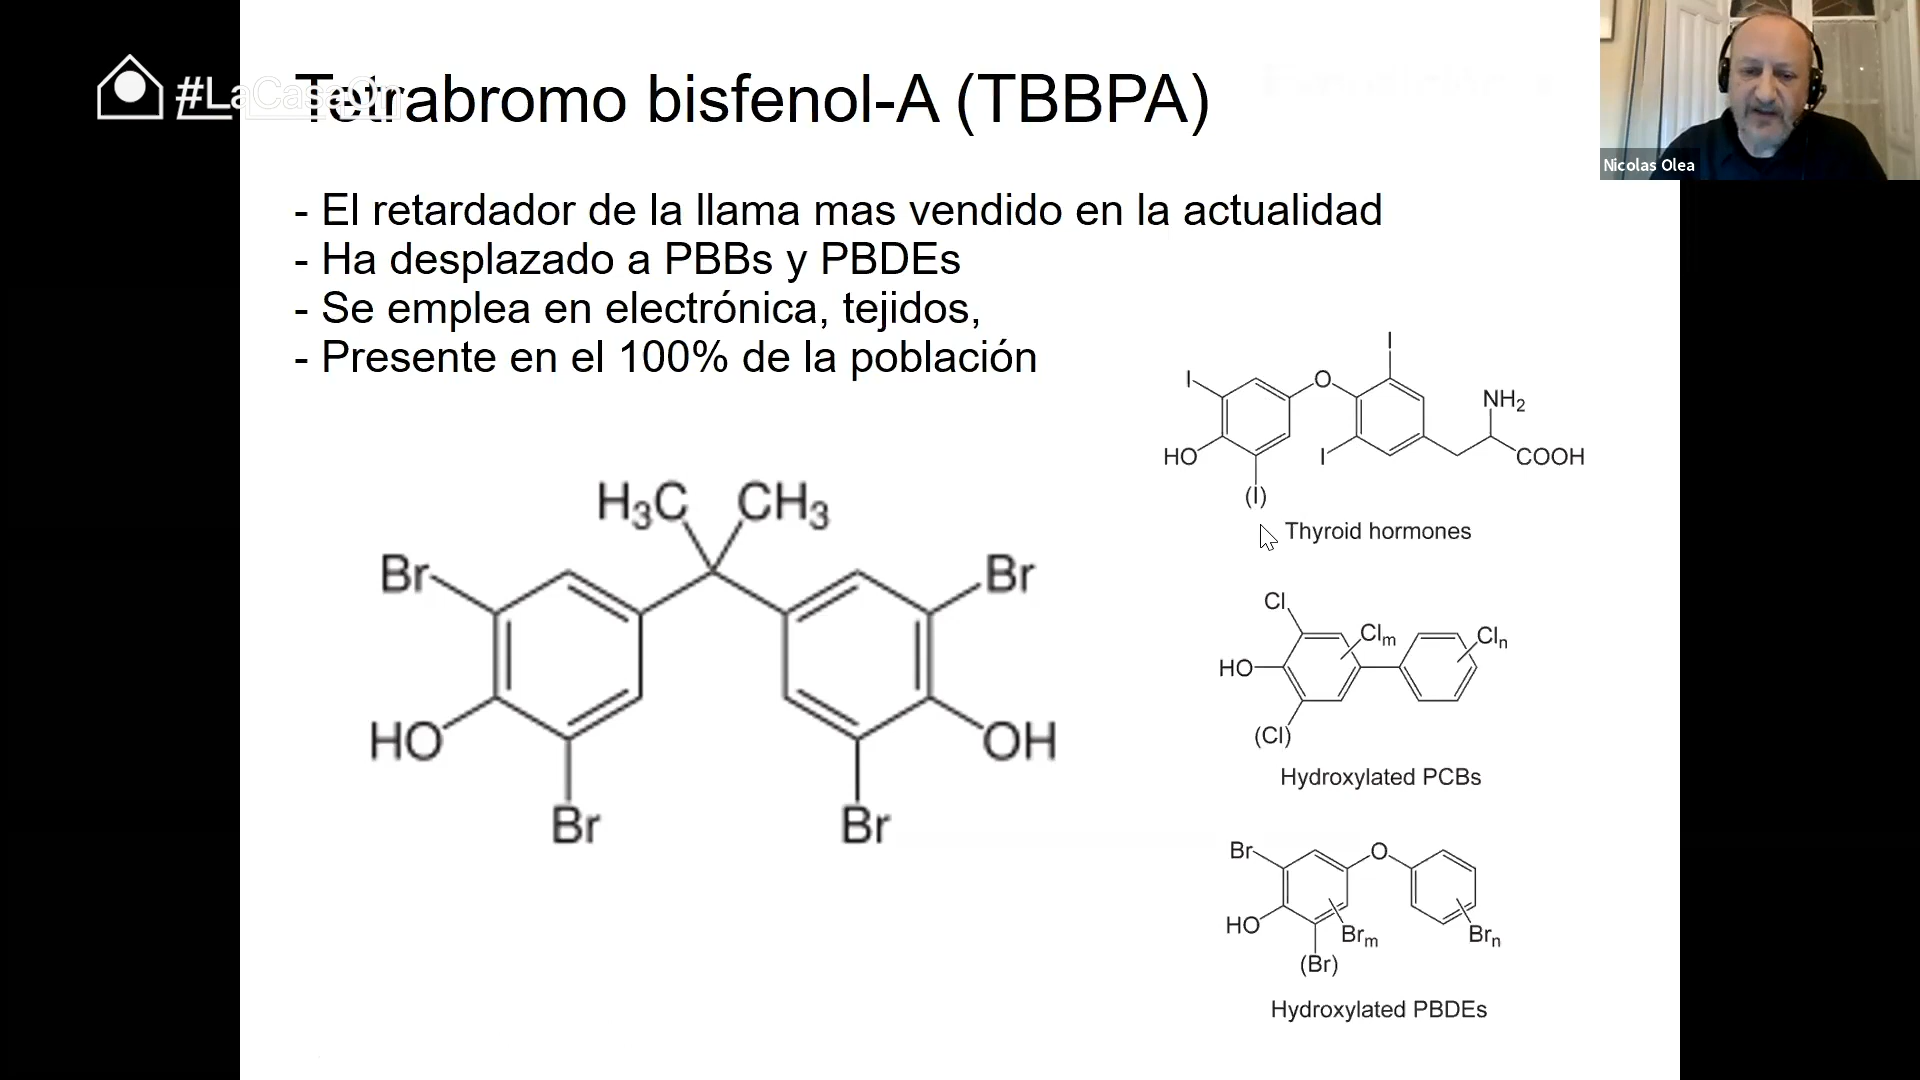 #LaCasaOn
Tetrabromo bisfenol-A (TBBPA)
Nicolas Olea
- El retardador de la llama mas vendido en la actualidad
- Ha desplazado a PBBs y PBDEs
- Se emplea en electrónica, tejidos,
- Presente en el 100% de la población
H3C CH3
Br Br
HO OH
Br Br
I
I O
NH2
HO I COOH
(I)
Thyroid hormones
Cl
Clm Cln
HO
(Cl)
Hydroxylated PCBs
Br O
HO Brm Brn
(Br)
Hydroxylated PBDEs